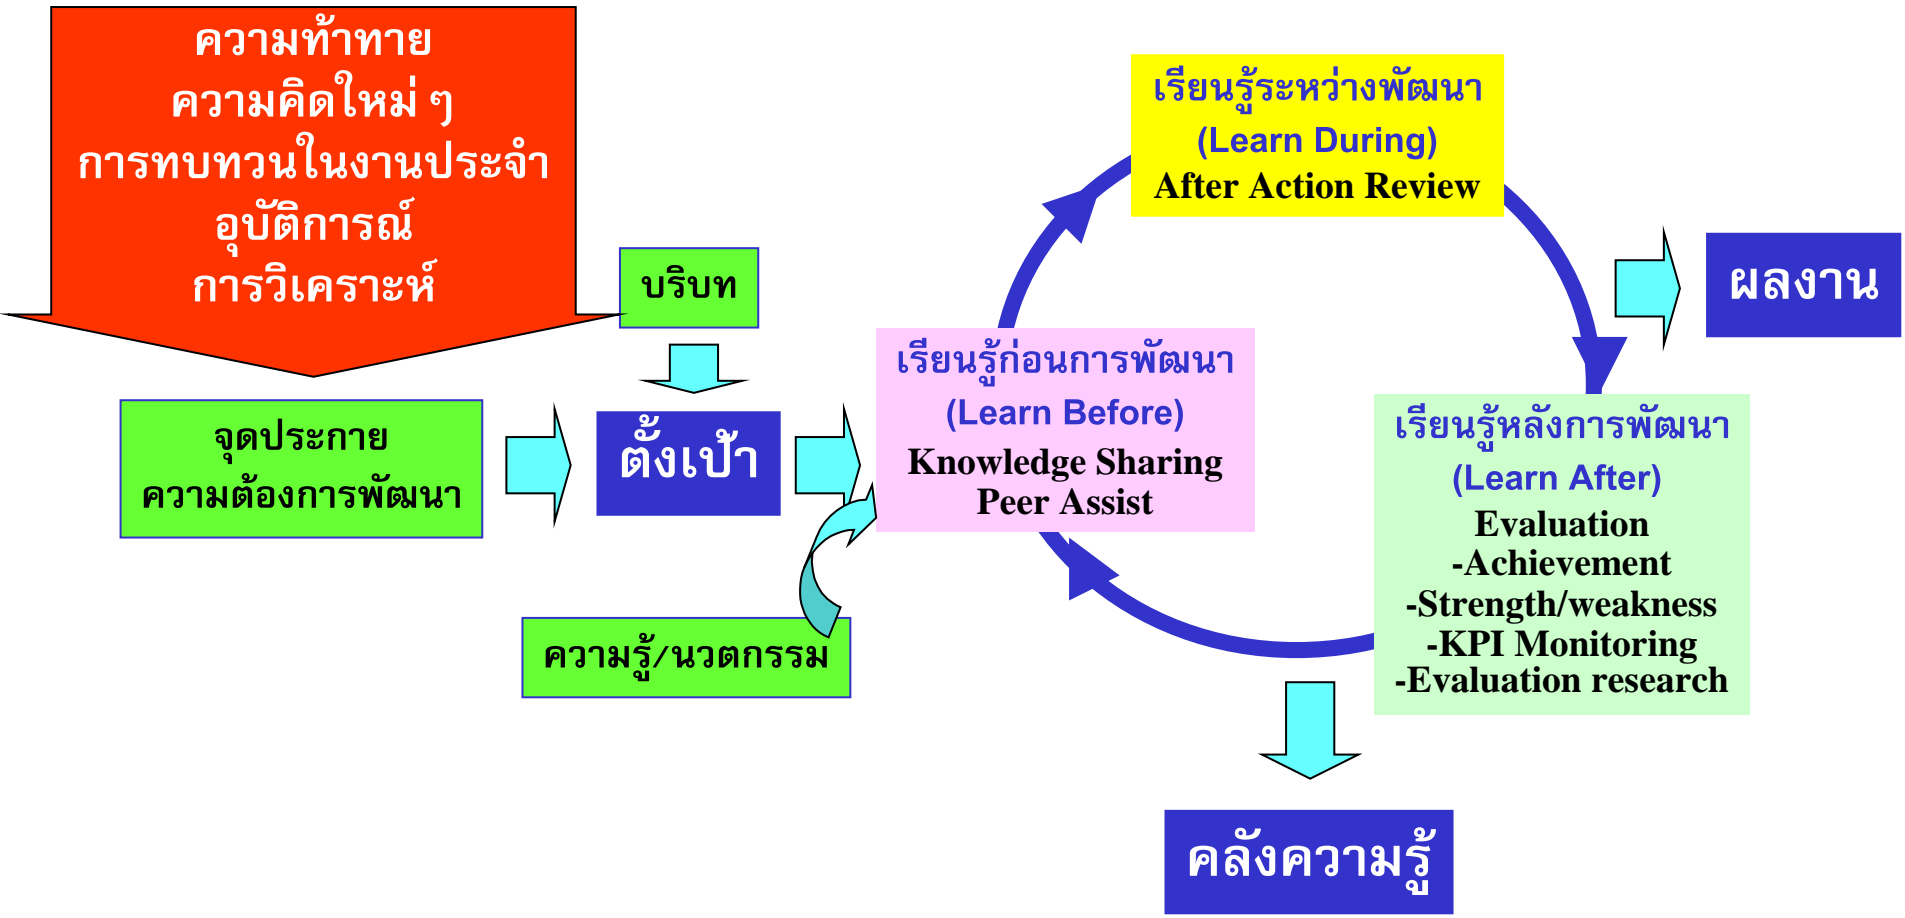 ความท้าทาย
ความคิดใหม่ ๆ
การทบทวนในงานประจำ
อุบัติการณ์
การวิเคราะห์
จุดประกาย
ความต้องการพัฒนา
บริบท
ตั้งเป้า
ความรู้/นวตกรรม
เรียนรู้ก่อนการพัฒนา
(Learn Before)
Knowledge Sharing
Peer Assist
เรียนรู้ระหว่างพัฒนา
(Learn During)
After Action Review
เรียนรู้หลังการพัฒนา
(Learn After)
Evaluation
-Achievement
-Strength/weakness
-KPI Monitoring
-Evaluation research
ผลงาน
คลังความรู้